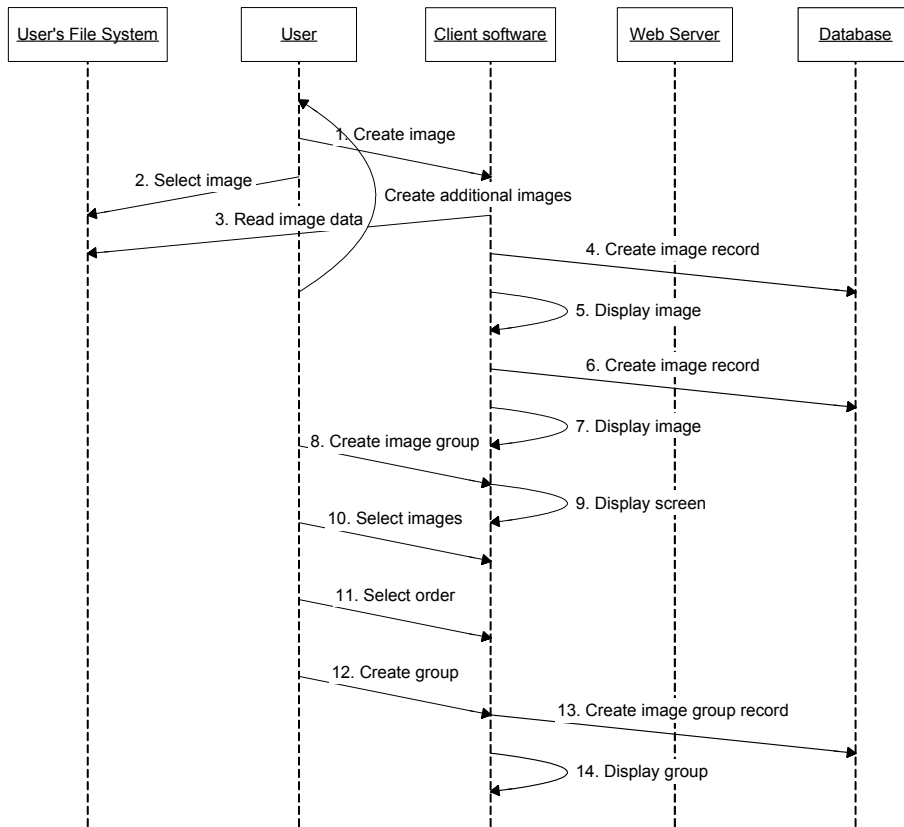 User's File System
User
Client software
Web Server
Database
1. Create image
2. Select image
Create additional images
3. Read image data
4. Create image record
5. Display image
6. Create image record
7. Display image
8. Create image group
9. Display screen
10. Select images
11. Select order
12. Create group
13. Create image group record
14. Display group